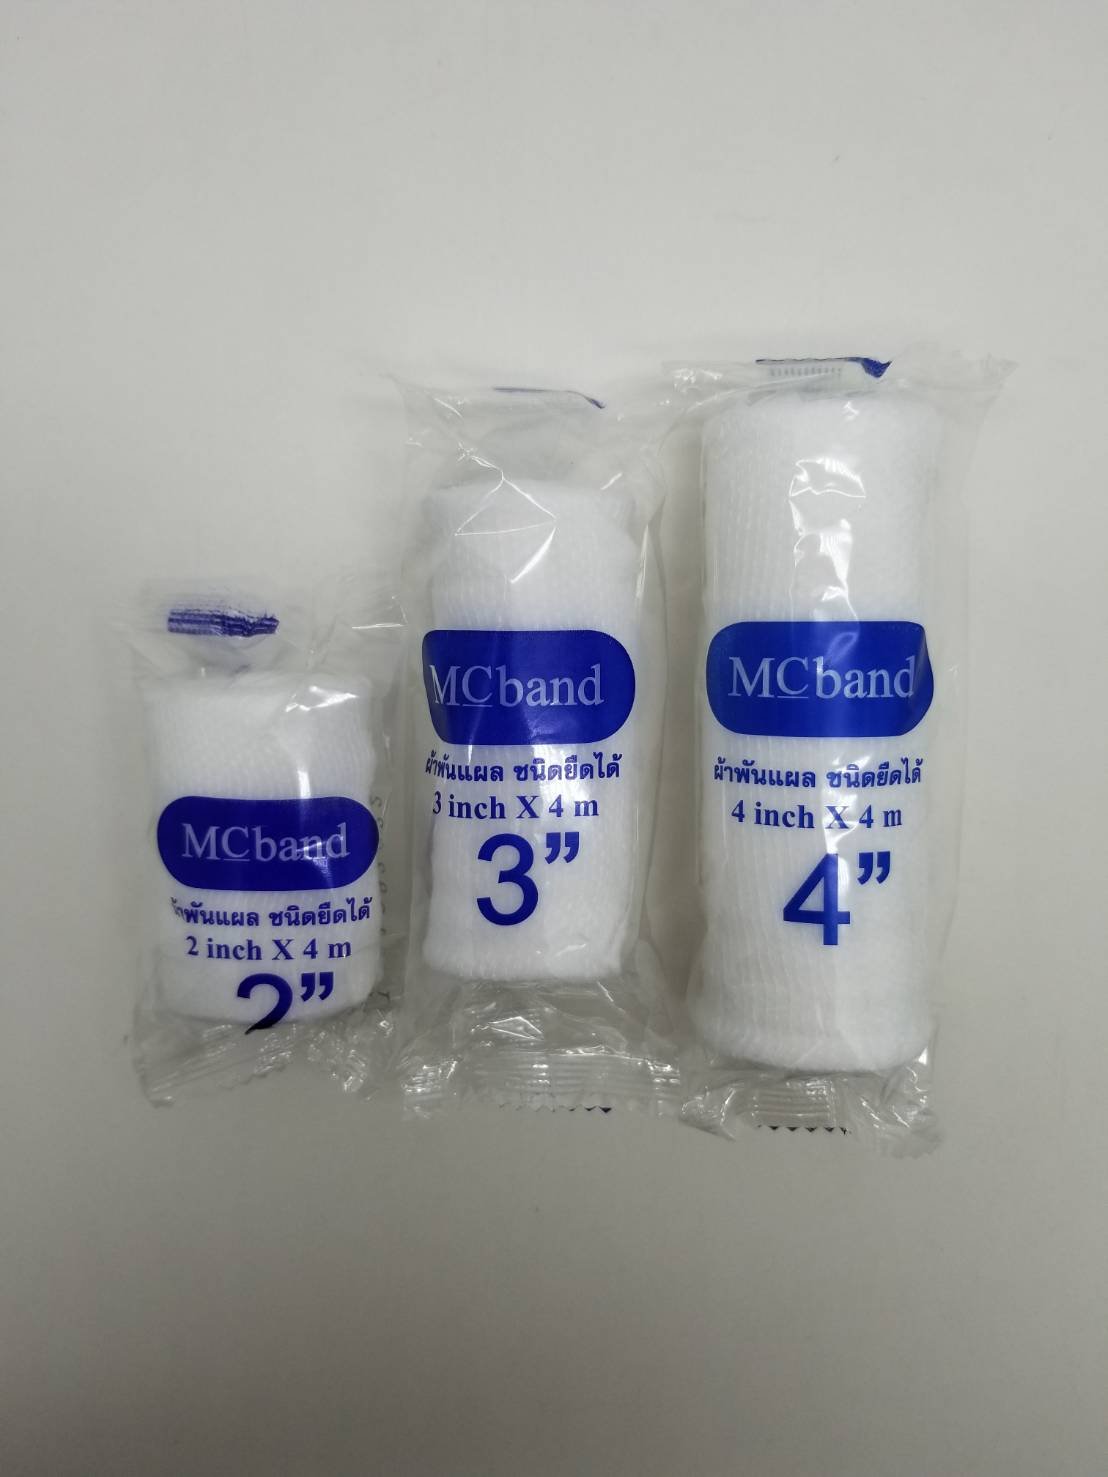 MCband
ผ้าพันแผล ชนิดยืดได้
2 inch X 4 m
2”
MCband
ผ้าพันแผล ชนิดยืดได้
3 inch X 4 m
3”
MCband
ผ้าพันแผล ชนิดยืดได้
4 inch X 4 m
4”